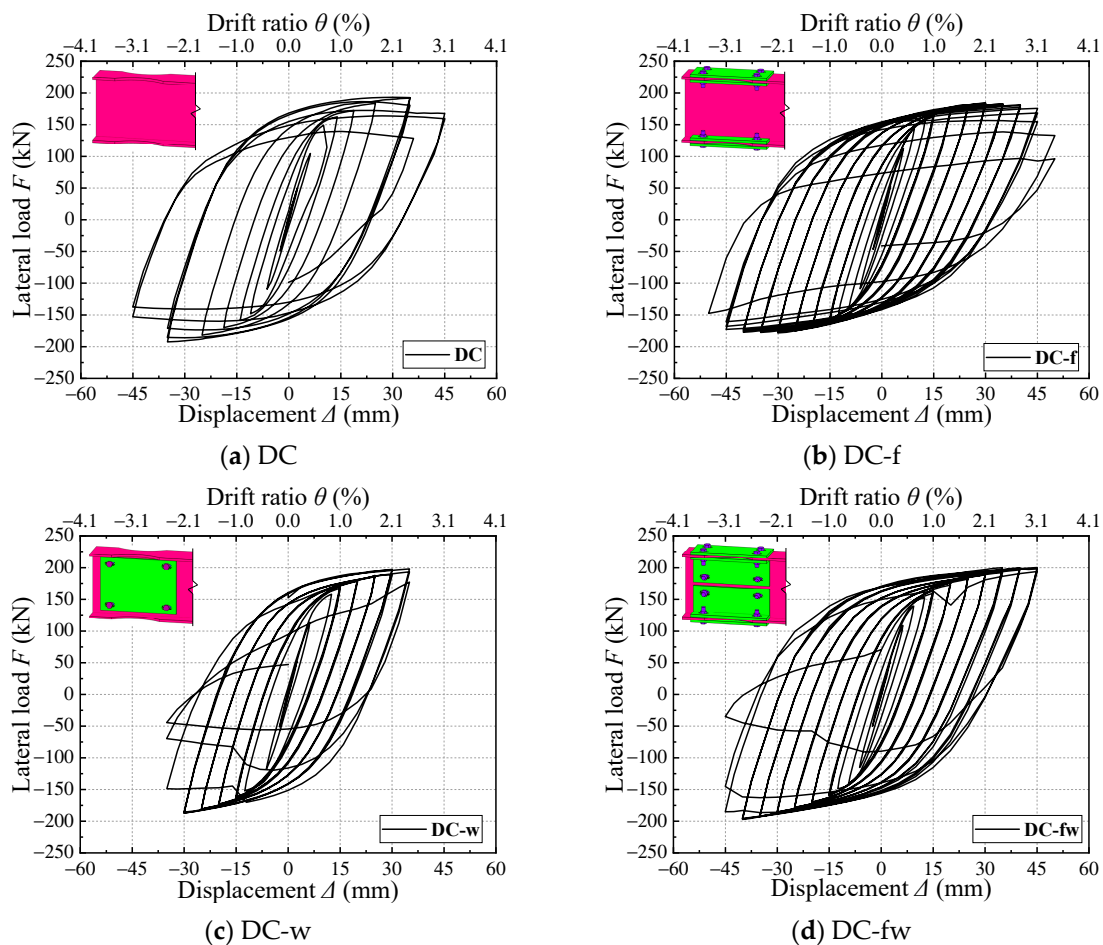 Drift ratio θ (%)
−4.1 −3.1 −2.1 −1.0 0.0 1.0 2.1 3.1 4.1
250
200
150
100
50
0
−50
−100
−150
−200
−250
Lateral load F (kN)
DC
−60 −45 −30 −15 0 15 30 45 60
Displacement Δ (mm)
(a) DC
Drift ratio θ (%)
−4.1 −3.1 −2.1 −1.0 0.0 1.0 2.1 3.1 4.1
250
200
150
100
50
0
−50
−100
−150
−200
−250
Lateral load F (kN)
DC-f
−60 −45 −30 −15 0 15 30 45 60
Displacement Δ (mm)
(b) DC-f
Drift ratio θ (%)
−4.1 −3.1 −2.1 −1.0 0.0 1.0 2.1 3.1 4.1
250
200
150
100
50
0
−50
−100
−150
−200
−250
Lateral load F (kN)
DC-w
−60 −45 −30 −15 0 15 30 45 60
Displacement Δ (mm)
(c) DC-w
Drift ratio θ (%)
−4.1 −3.1 −2.1 −1.0 0.0 1.0 2.1 3.1 4.1
250
200
150
100
50
0
−50
−100
−150
−200
−250
Lateral load F (kN)
DC-fw
−60 −45 −30 −15 0 15 30 45 60
Displacement Δ (mm)
(d) DC-fw